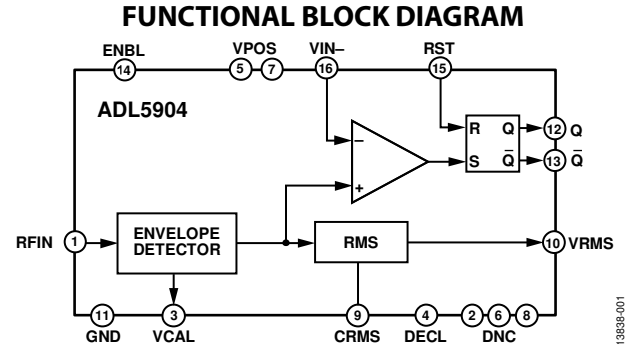 FUNCTIONAL BLOCK DIAGRAM
ENBL VPOS VIN– RST
14 5 7 16 15
ADL5904
R Q 12 Q
–
S Q̅ 13 Q̅
+
RFIN 1 ENVELOPE
DETECTOR
RMS 10 VRMS
11 3 9 4 2 6 8
GND VCAL CRMS DECL DNC
13838-001